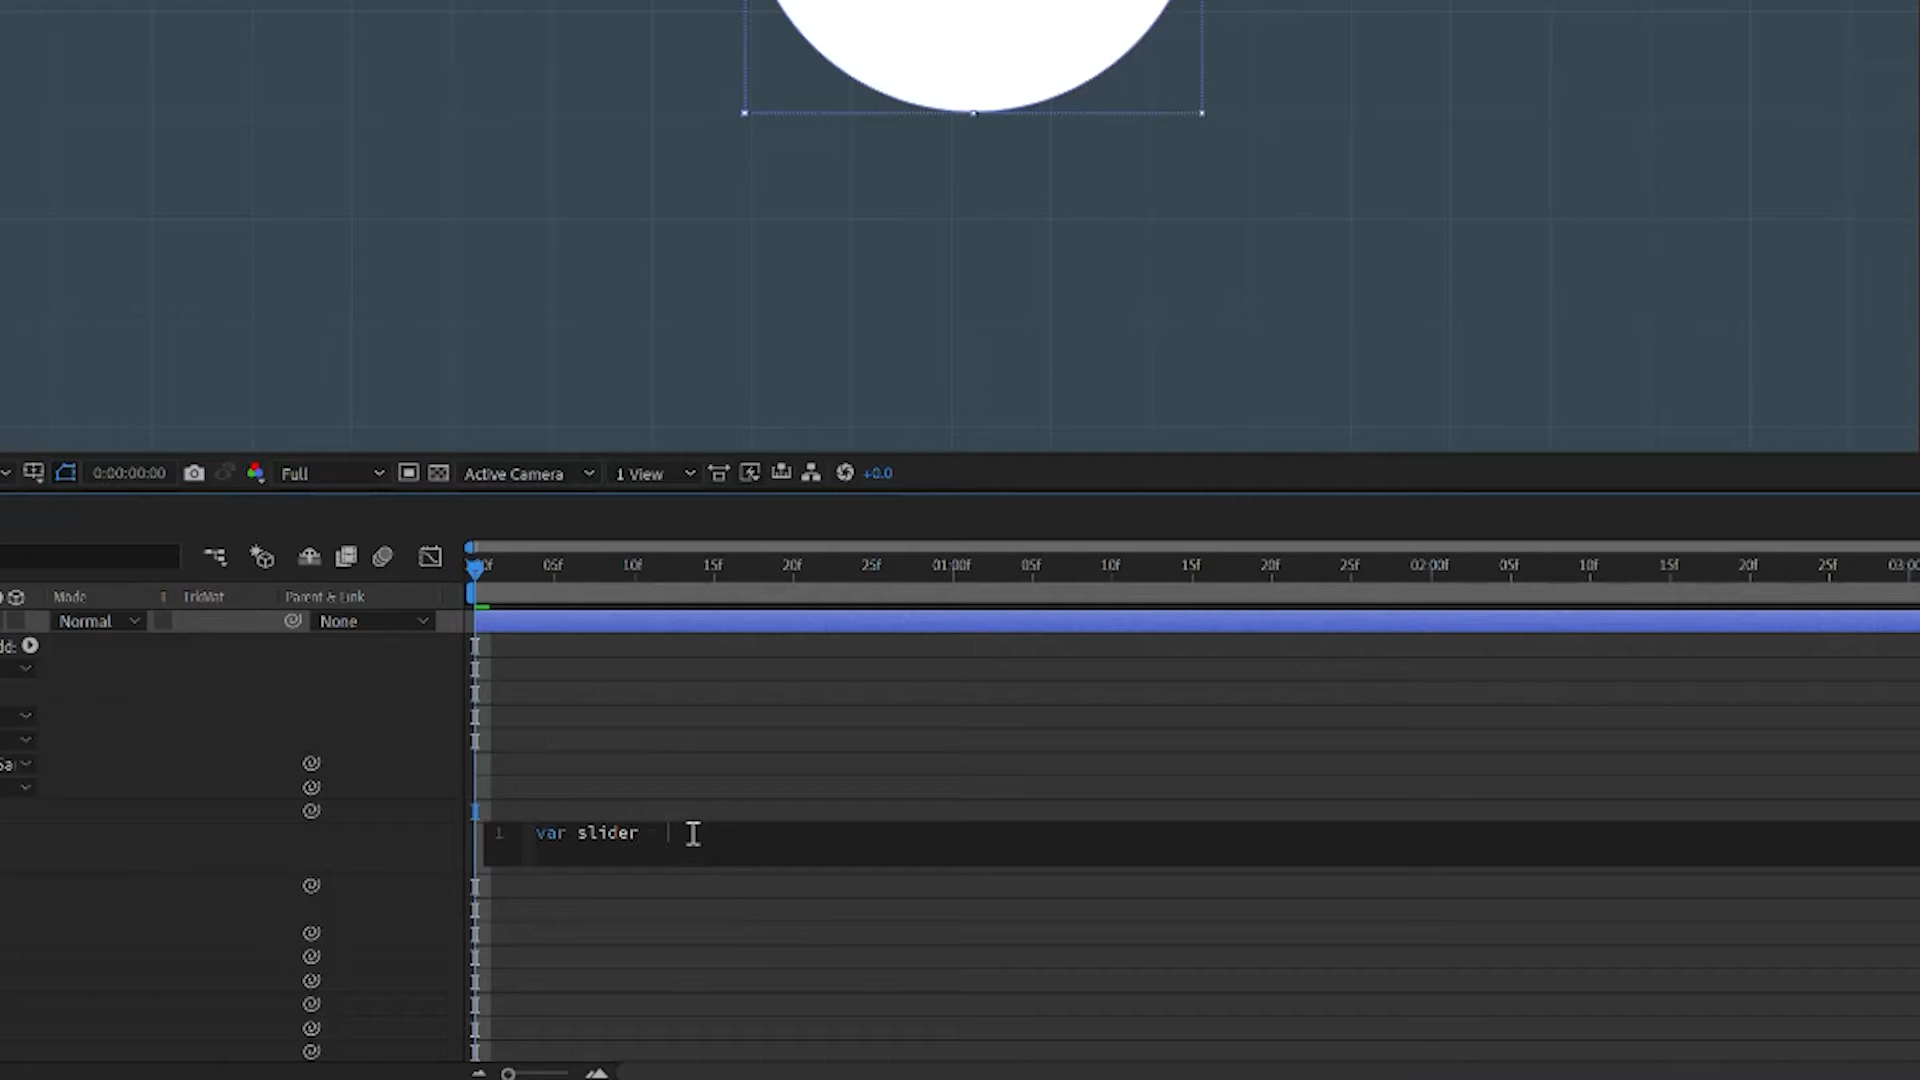 0:00:00:00 Full Active Camera 1 View +0.0
05f 10f 15f 20f 25f 01:00f 05f 10f 15f 20f 25f 02:00f 05f 10f 15f 20f 25f
Mode T TrkMat Parent & Link
Normal None
1 var slider